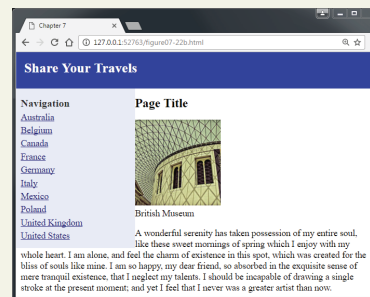 Chapter 7
127.0.0.1:52763/figure07-22b.html
Share Your Travels
Navigation
Australia
Belgium
Canada
France
Germany
Italy
Mexico
Poland
United Kingdom
United States
Page Title
British Museum
A wonderful serenity has taken possession of my entire soul,
like these sweet mornings of spring which I enjoy with my
whole heart. I am alone, and feel the charm of existence in this spot, which was created for the
bliss of souls like mine. I am so happy, my dear friend, so absorbed in the exquisite sense of
mere tranquil existence, that I neglect my talents. I should be incapable of drawing a single
stroke at the present moment; and yet I feel that I never was a greater artist than now.